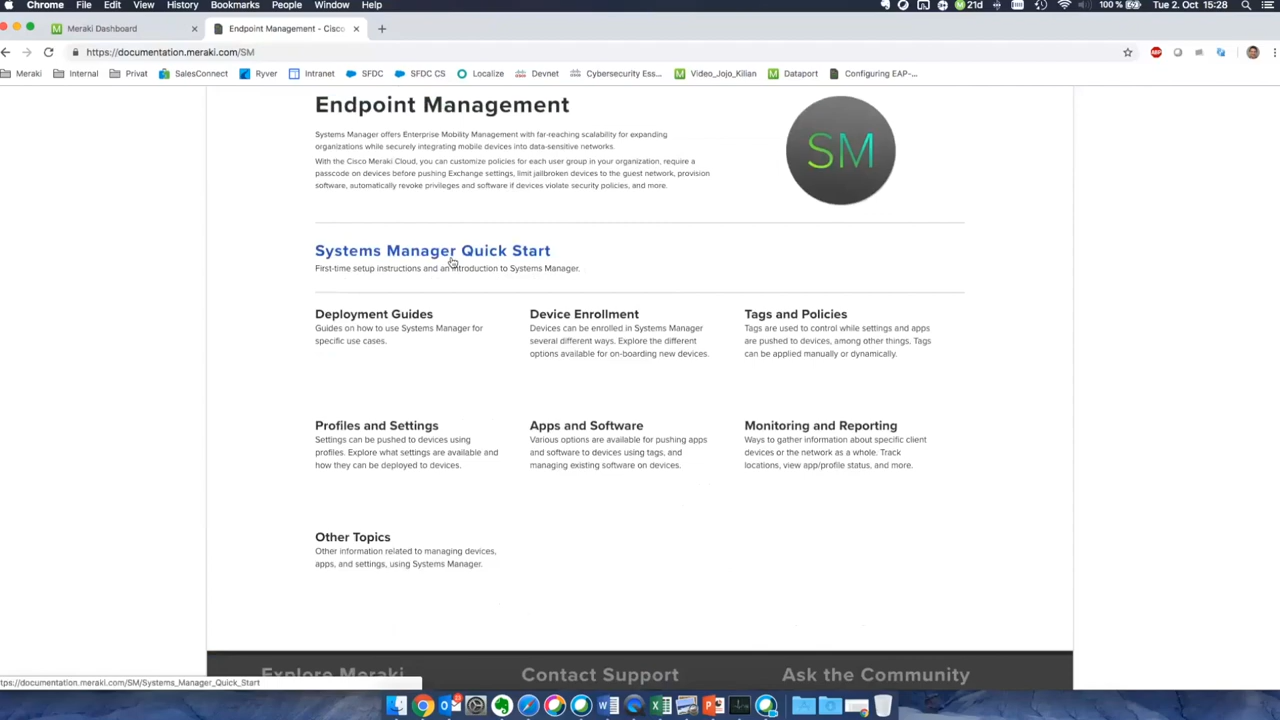 Chrome File Edit View History Bookmarks People Window Help 21d 100 % Tue 2. Oct 15:28
Meraki Dashboard × Endpoint Management - Cisco × +
https://documentation.meraki.com/SM
Meraki Internal Privat SalesConnect Ryver Intranet SFDC SFDC CS Localize Devnet Cybersecurity Ess... Video_Jojo_Kilian Dataport Configuring EAP-...
Endpoint Management
Systems Manager offers Enterprise Mobility Management with far-reaching scalability for expanding
organizations while securely integrating mobile devices into data-sensitive networks.
With the Cisco Meraki Cloud, you can customize policies for each user group in your organization, require a
passcode on devices before pushing Exchange settings, limit jailbroken devices to the guest network, provision
software, automatically revoke privileges and software if devices violate security policies, and more.
SM
Systems Manager Quick Start
First-time setup instructions and an introduction to Systems Manager.
Deployment Guides
Guides on how to use Systems Manager for
specific use cases.
Device Enrollment
Devices can be enrolled in Systems Manager
several different ways. Explore the different
options available for on-boarding new devices.
Tags and Policies
Tags are used to control while settings and apps
are pushed to devices, among other things. Tags
can be applied manually or dynamically.
Profiles and Settings
Settings can be pushed to devices using
profiles. Explore what settings are available and
how they can be deployed to devices.
Apps and Software
Various options are available for pushing apps
and software to devices using tags, and
managing existing software on devices.
Monitoring and Reporting
Ways to gather information about specific client
devices or the network as a whole. Track
locations, view app/profile status, and more.
Other Topics
Other information related to managing devices,
apps, and settings, using Systems Manager.
Explore Meraki Contact Support Ask the Community
ttps://documentation.meraki.com/SM/Systems_Manager_Quick_Start